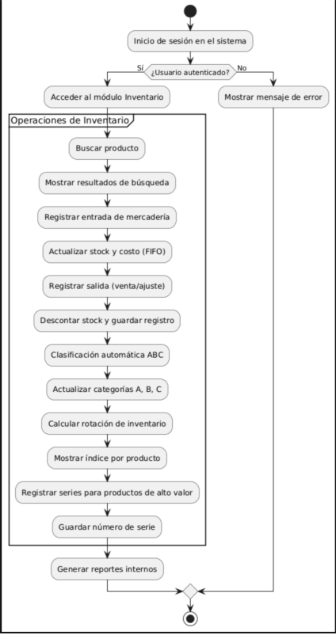 Inicio de sesión en el sistema
Sí
¿Usuario autenticado?
No
Acceder al módulo Inventario
Mostrar mensaje de error
Operaciones de Inventario
Buscar producto
Mostrar resultados de búsqueda
Registrar entrada de mercadería
Actualizar stock y costo (FIFO)
Registrar salida (venta/ajuste)
Descontar stock y guardar registro
Clasificación automática ABC
Actualizar categorías A, B, C
Calcular rotación de inventario
Mostrar índice por producto
Registrar series para productos de alto valor
Guardar número de serie
Generar reportes internos